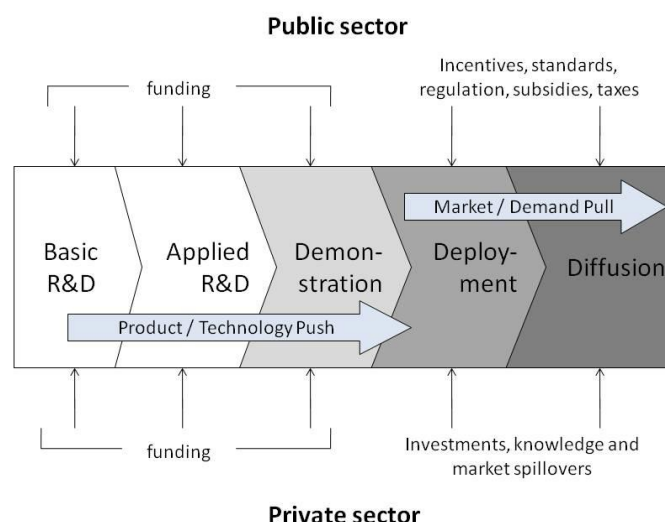 Public sector
funding
Incentives, standards,
regulation, subsidies, taxes
Market / Demand Pull
Basic
R&D
Applied
R&D
Demon-
stration
Deploy-
ment
Diffusion
Product / Technology Push
funding
Investments, knowledge and
market spillovers
Private sector